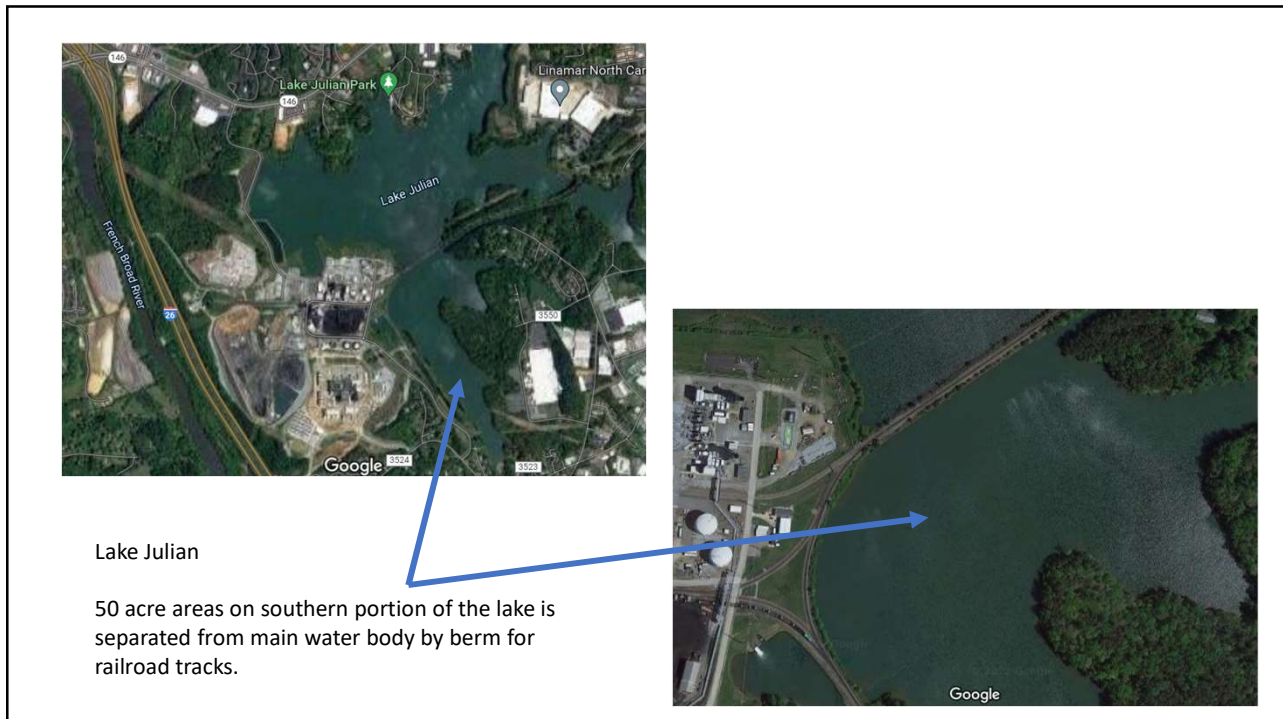 146
Lake Julian Park
146
Linamar North Car
Lake Julian
French Broad River
26
3550
Google
3524
3523
Lake Julian
50 acre areas on southern portion of the lake is
separated from main water body by berm for
railroad tracks.
Google